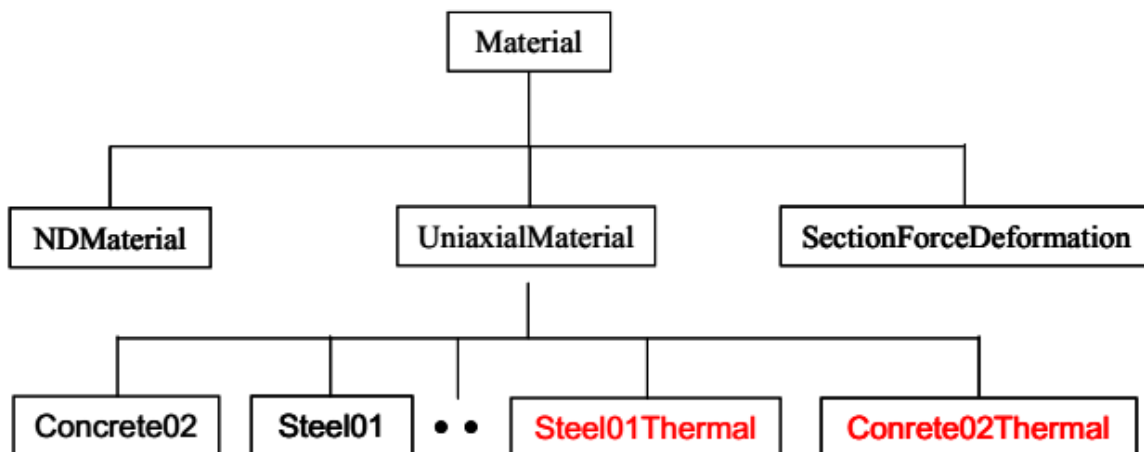 Material
NDMaterial
UniaxialMaterial
SectionForceDeformation
Concrete02
Steel01
• •
Steel01Thermal
Conrete02Thermal